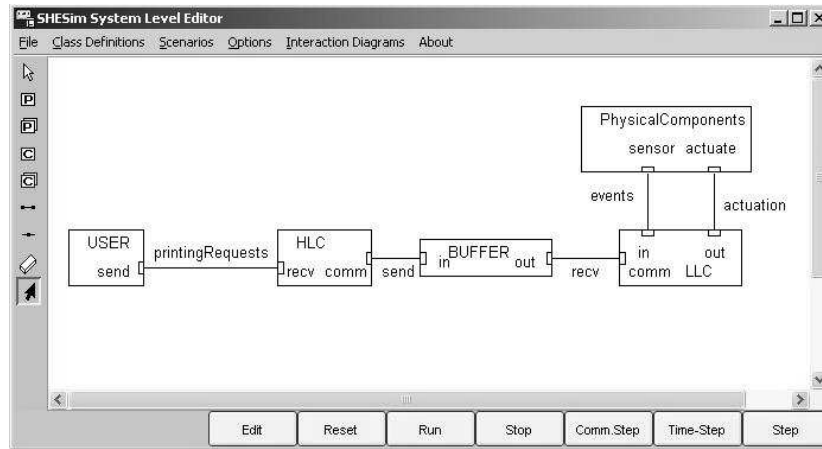 SHESim System Level Editor
File Class Definitions Scenarios Options Interaction Diagrams About
P
P
C
C
PhysicalComponents
sensor actuate
events
actuation
USER
send
printingRequests
HLC
recv comm
send
BUFFER
in
out
recv
in out
comm LLC
Edit Reset Run Stop Comm.Step Time-Step Step